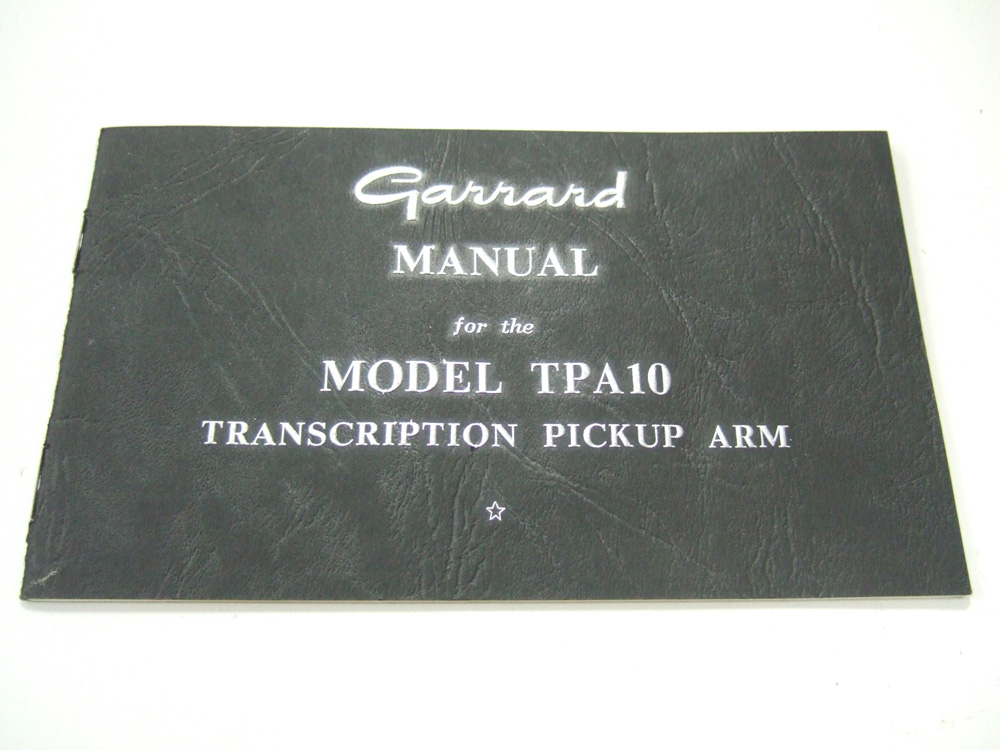 Garrard
MANUAL
for the
MODEL TPA10
TRANSCRIPTION PICKUP ARM